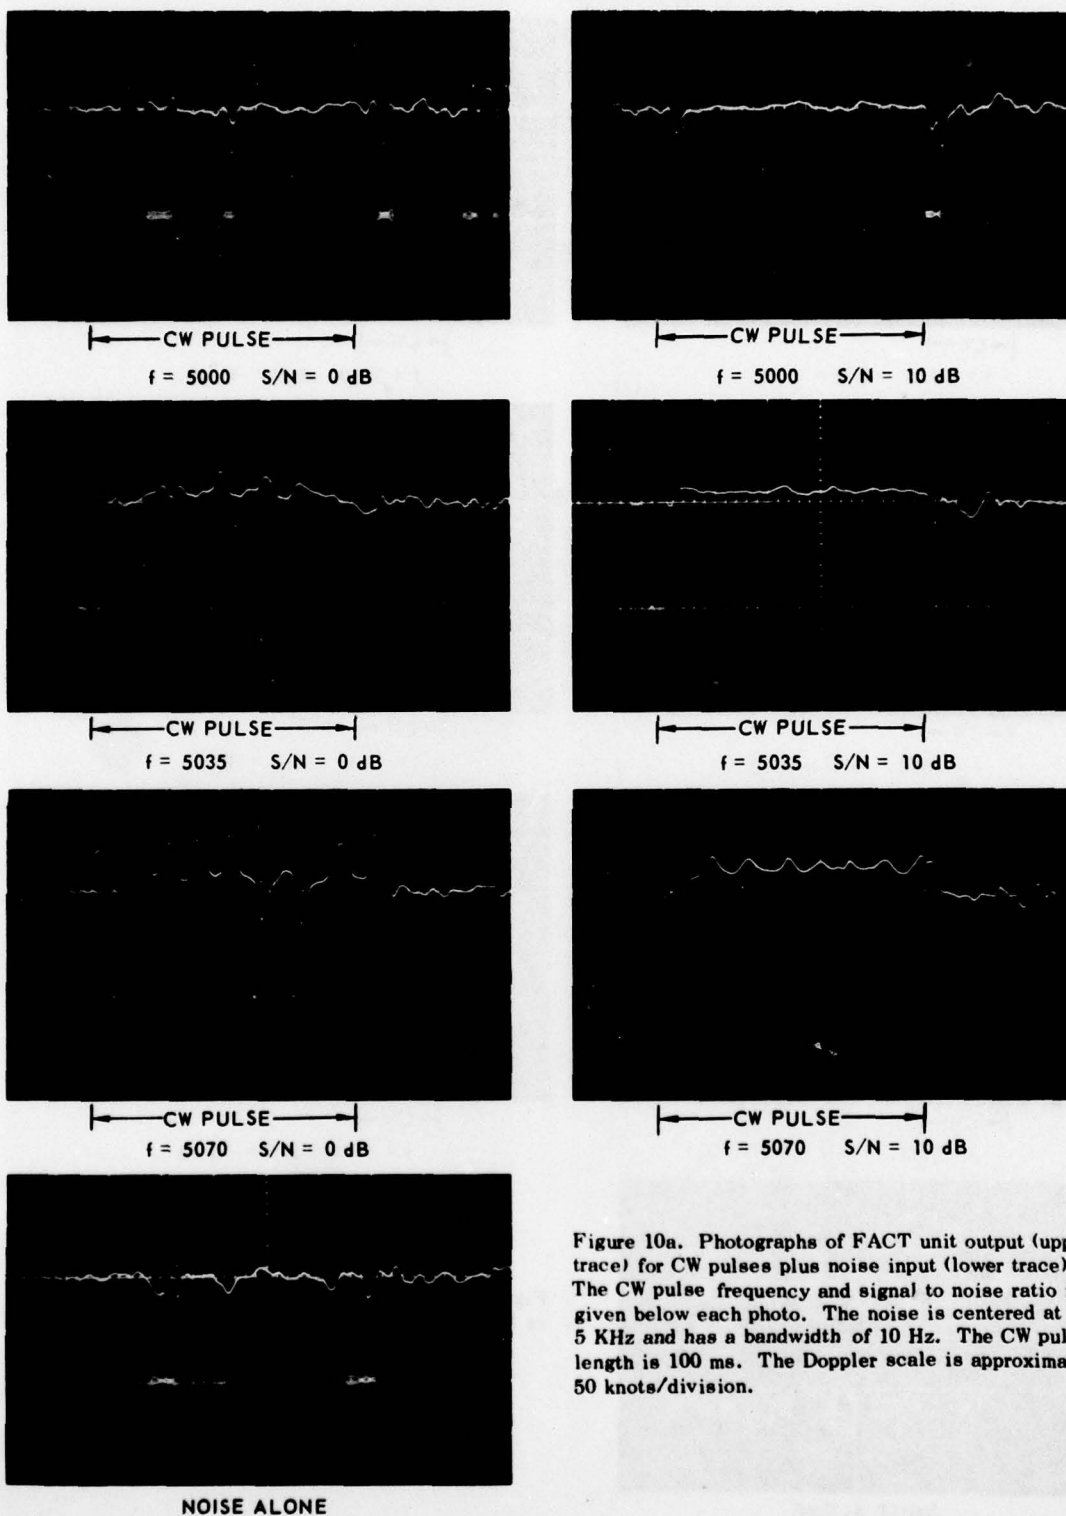 CW PULSE
f = 5000 S/N = 0 dB
CW PULSE
f = 5000 S/N = 10 dB
CW PULSE
f = 5035 S/N = 0 dB
CW PULSE
f = 5035 S/N = 10 dB
CW PULSE
f = 5070 S/N = 0 dB
CW PULSE
f = 5070 S/N = 10 dB
NOISE ALONE
Figure 10a. Photographs of FACT unit output (upp
trace) for CW pulses plus noise input (lower trace)
The CW pulse frequency and signal to noise ratio
given below each photo. The noise is centered at
5 KHz and has a bandwidth of 10 Hz. The CW pul
length is 100 ms. The Doppler scale is approxima
50 knots/division.